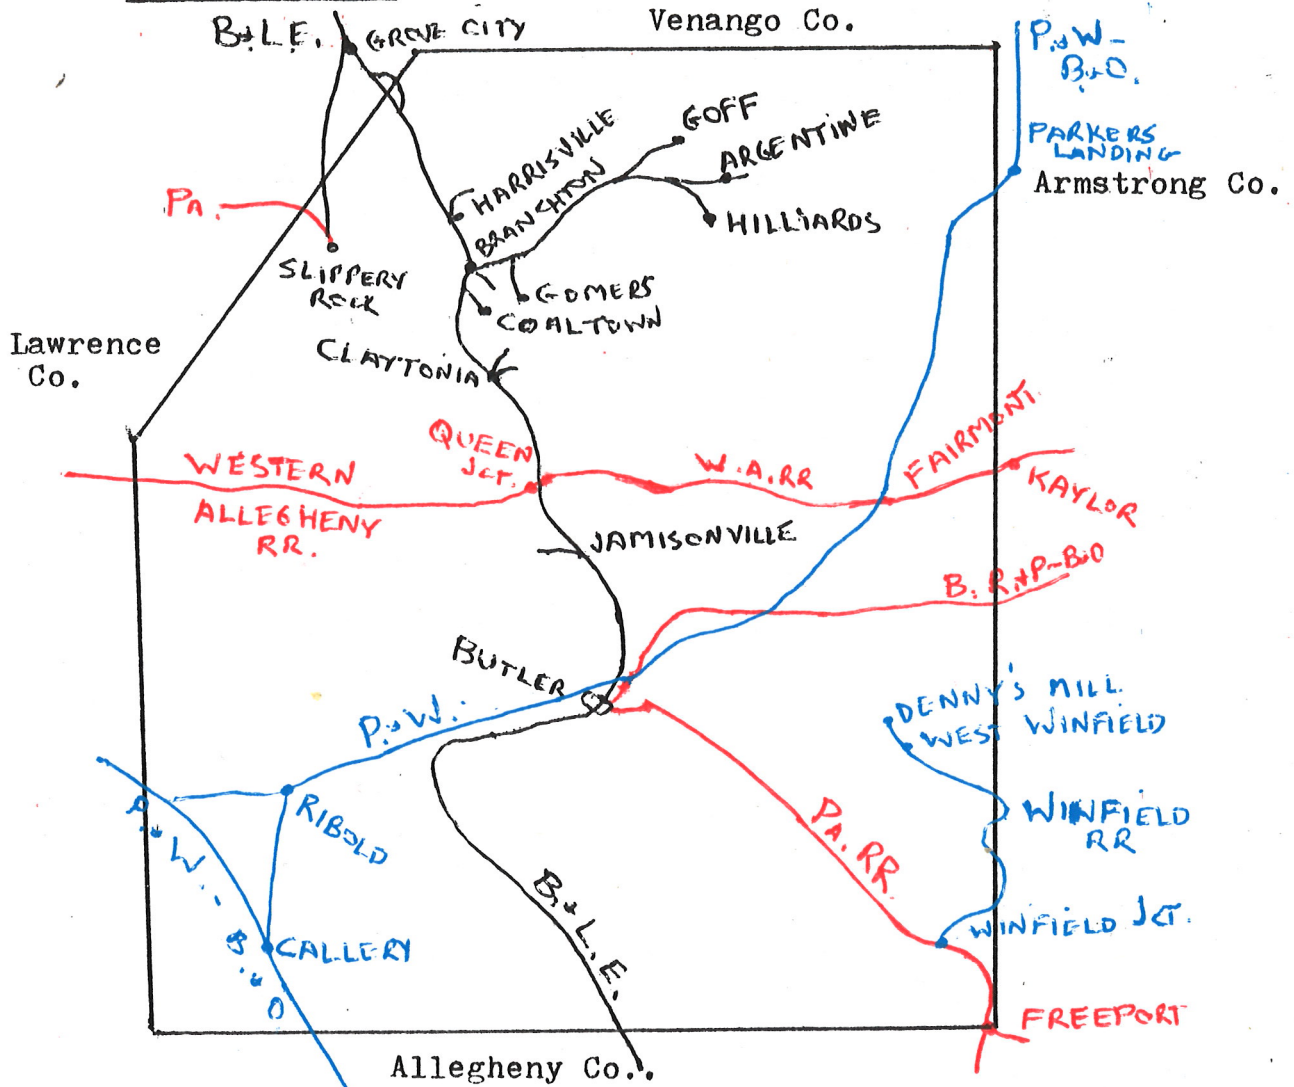 Venango Co.
B.&L.E.
GROVE CITY
P.&W-
B.&O.
GOFF
ARGENTINE
HARRISVILLE
BRANCHTON
PARKERS
LANDING
Armstrong Co.
PA.
HILLIARDS
SLIPPERY
ROCK
GOMERS
COALTOWN
Lawrence
Co.
CLAYTONIA
QUEEN
JCT.
WESTERN
ALLEGHENY
RR.
W.A.RR
FAIRMONT
KAYLOR
JAMISONVILLE
B.R.&P-B&O
BUTLER
DENNY'S MILL
WEST WINFIELD
P.&W.
RIBOLD
P.&W.-B.&O
WINFIELD
RR
PA.RR.
B.&L.E.
WINFIELD JCT.
CALLERY
FREEPORT
Allegheny Co.